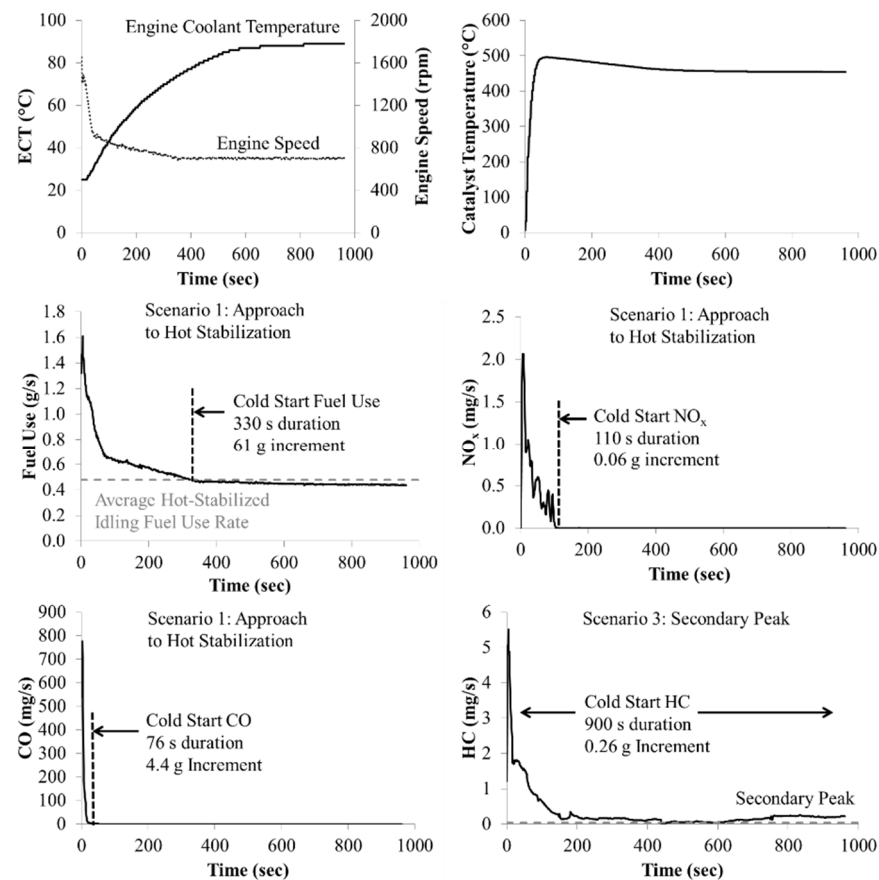 100
80
60
40
20
0
ECT (°C)
Engine Coolant Temperature
Engine Speed
2000
1600
1200
800
400
0
Engine Speed (rpm)
0 200 400 600 800 1000
Time (sec)
600
500
400
300
200
100
0
Catalyst Temperature (°C)
0 200 400 600 800 1000
Time (sec)
1.8
1.6
1.4
1.2
1.0
0.8
0.6
0.4
0.2
0.0
Fuel Use (g/s)
Scenario 1: Approach
to Hot Stabilization
Cold Start Fuel Use
330 s duration
61 g increment
Average Hot-Stabilized
Idling Fuel Use Rate
0 200 400 600 800 1000
Time (sec)
2.5
2.0
1.5
1.0
0.5
0.0
NOx (mg/s)
Scenario 1: Approach
to Hot Stabilization
Cold Start NOx
110 s duration
0.06 g increment
0 200 400 600 800 1000
Time (sec)
900
800
700
600
500
400
300
200
100
0
CO (mg/s)
Scenario 1: Approach
to Hot Stabilization
Cold Start CO
76 s duration
4.4 g Increment
0 200 400 600 800 1000
Time (sec)
6
5
4
3
2
1
0
HC (mg/s)
Scenario 3: Secondary Peak
Cold Start HC
900 s duration
0.26 g Increment
Secondary Peak
0 200 400 600 800 1000
Time (sec)